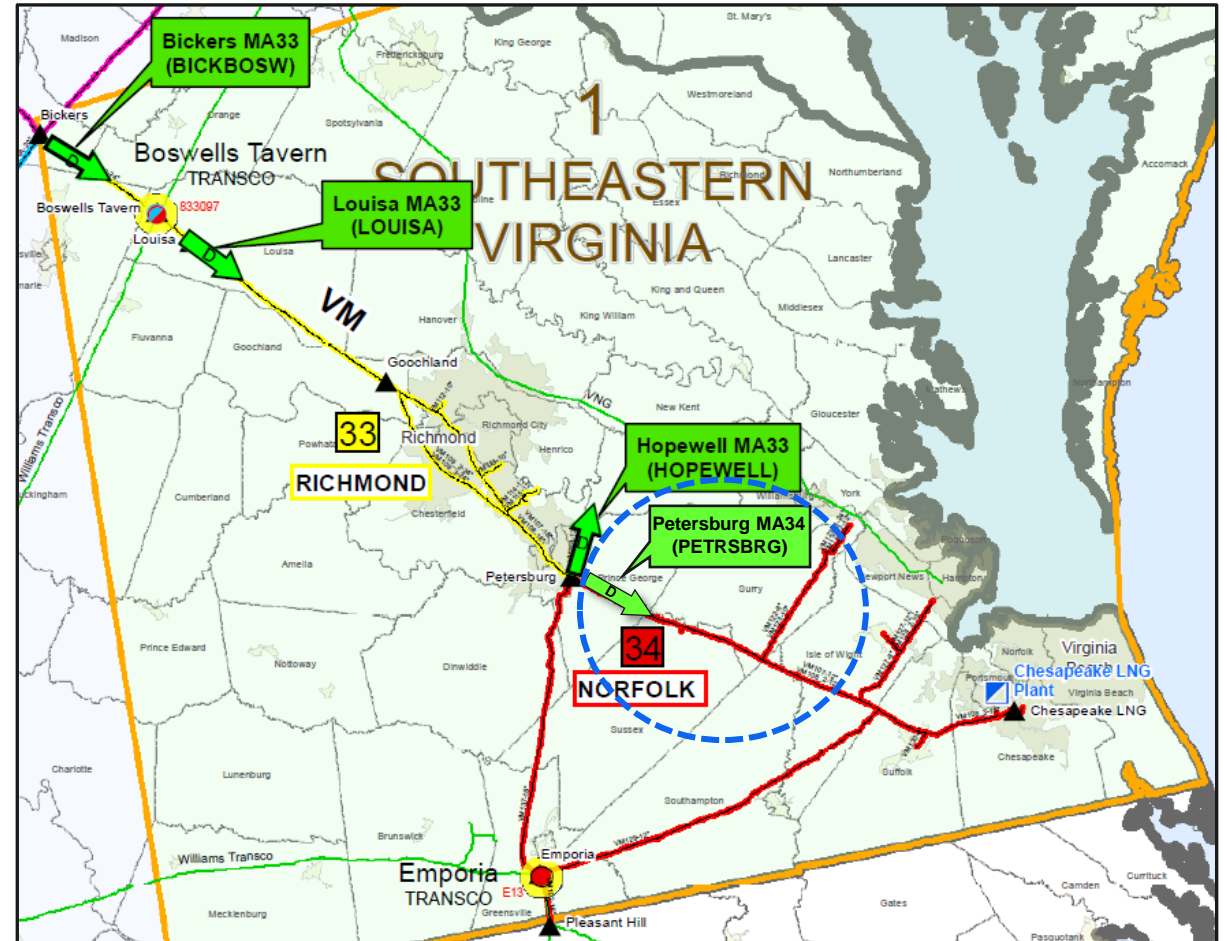 St. Mary's
Madison
Bickers MA33
(BICKBOSW)
Fredericksburg
King George
1
SOUTHEASTERN
VIRGINIA
Westmoreland
Bickers
Orange
Spotsylvania
Boswells Tavern
TRANSCO
Accomack
Richmond
Northumberland
D
Boswells Tavern
833097
Louisa MA33
(LOUISA)
Essex
Louisa
D
Louisa
Lancaster
King and Queen
Middlesex
VM
Hanover
King William
Fluvanna
Goochland
Mathews
Northampton
Goochland
VNG
New Kent
Gloucester
33
Richmond
Richmond City
Henrico
Hopewell MA33
(HOPEWELL)
Williams Transco
RICHMOND
Cumberland
Chesterfield
York
Petersburg MA34
(PETRSBRG)
D
Amelia
Petersburg
Prince George
D
Surry
Hampton
Prince Edward
Nottoway
Dinwiddie
34
NORFOLK
Isle of Wight
Norfolk
Virginia
Chesapeake LNG
Plant
Virginia Beach
Chesapeake LNG
Sussex
Charlotte
Lunenburg
Suffolk
Chesapeake
Southampton
Brunswick
Williams Transco
Emporia
TRANSCO
Emporia
E13
Mecklenburg
Greensville
Pleasant Hill
Gates
Camden
Currituck
Pasquotank